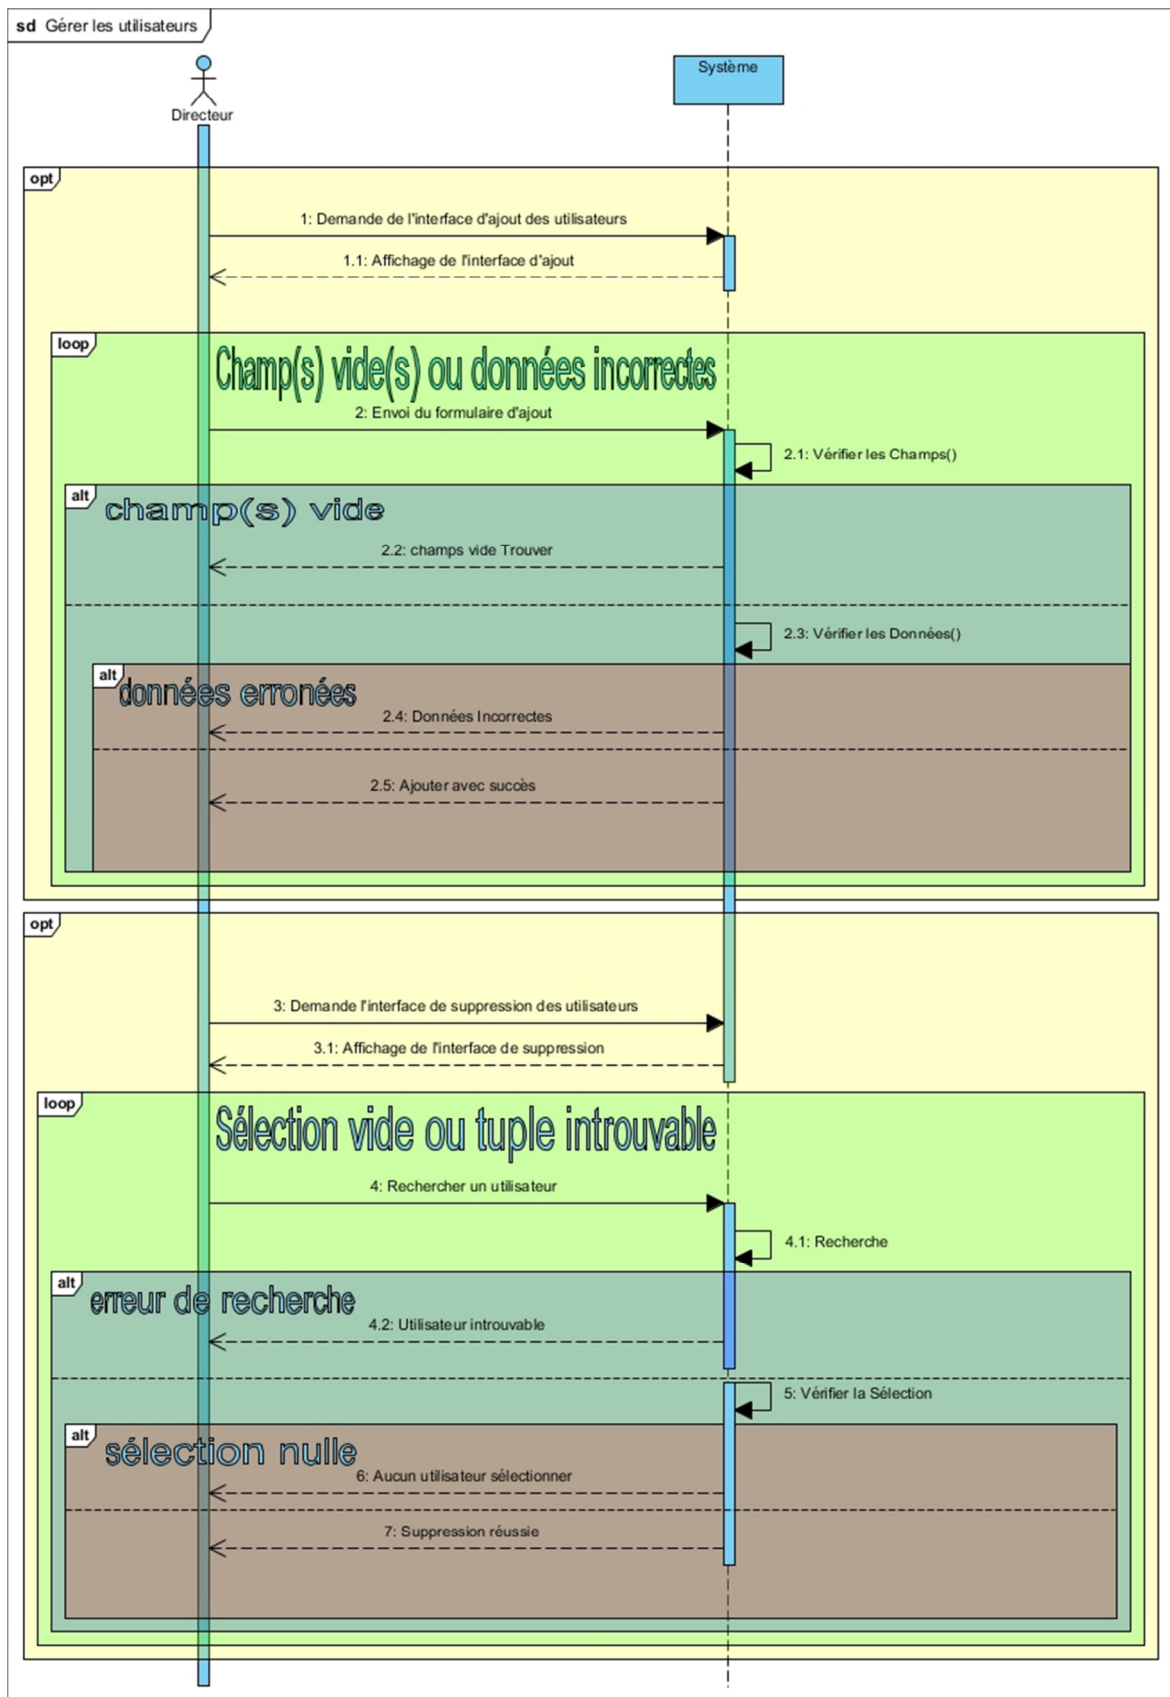 sd Gérer les utilisateurs
Directeur
Système
opt
1: Demande de l'interface d'ajout des utilisateurs
1.1: Affichage de l'interface d'ajout
loop
Champ(s) vide(s) ou données incorrectes
2: Envoi du formulaire d'ajout
2.1: Vérifier les Champs()
alt
champ(s) vide
2.2: champs vide Trouver
2.3: Vérifier les Données()
alt
données erronées
2.4: Données Incorrectes
2.5: Ajouter avec succès
opt
3: Demande l'interface de suppression des utilisateurs
3.1: Affichage de l'interface de suppression
loop
Sélection vide ou tuple introuvable
4: Rechercher un utilisateur
4.1: Recherche
alt
erreur de recherche
4.2: Utilisateur introuvable
5: Vérifier la Sélection
alt
sélection nulle
6: Aucun utilisateur sélectionner
7: Suppression réussie